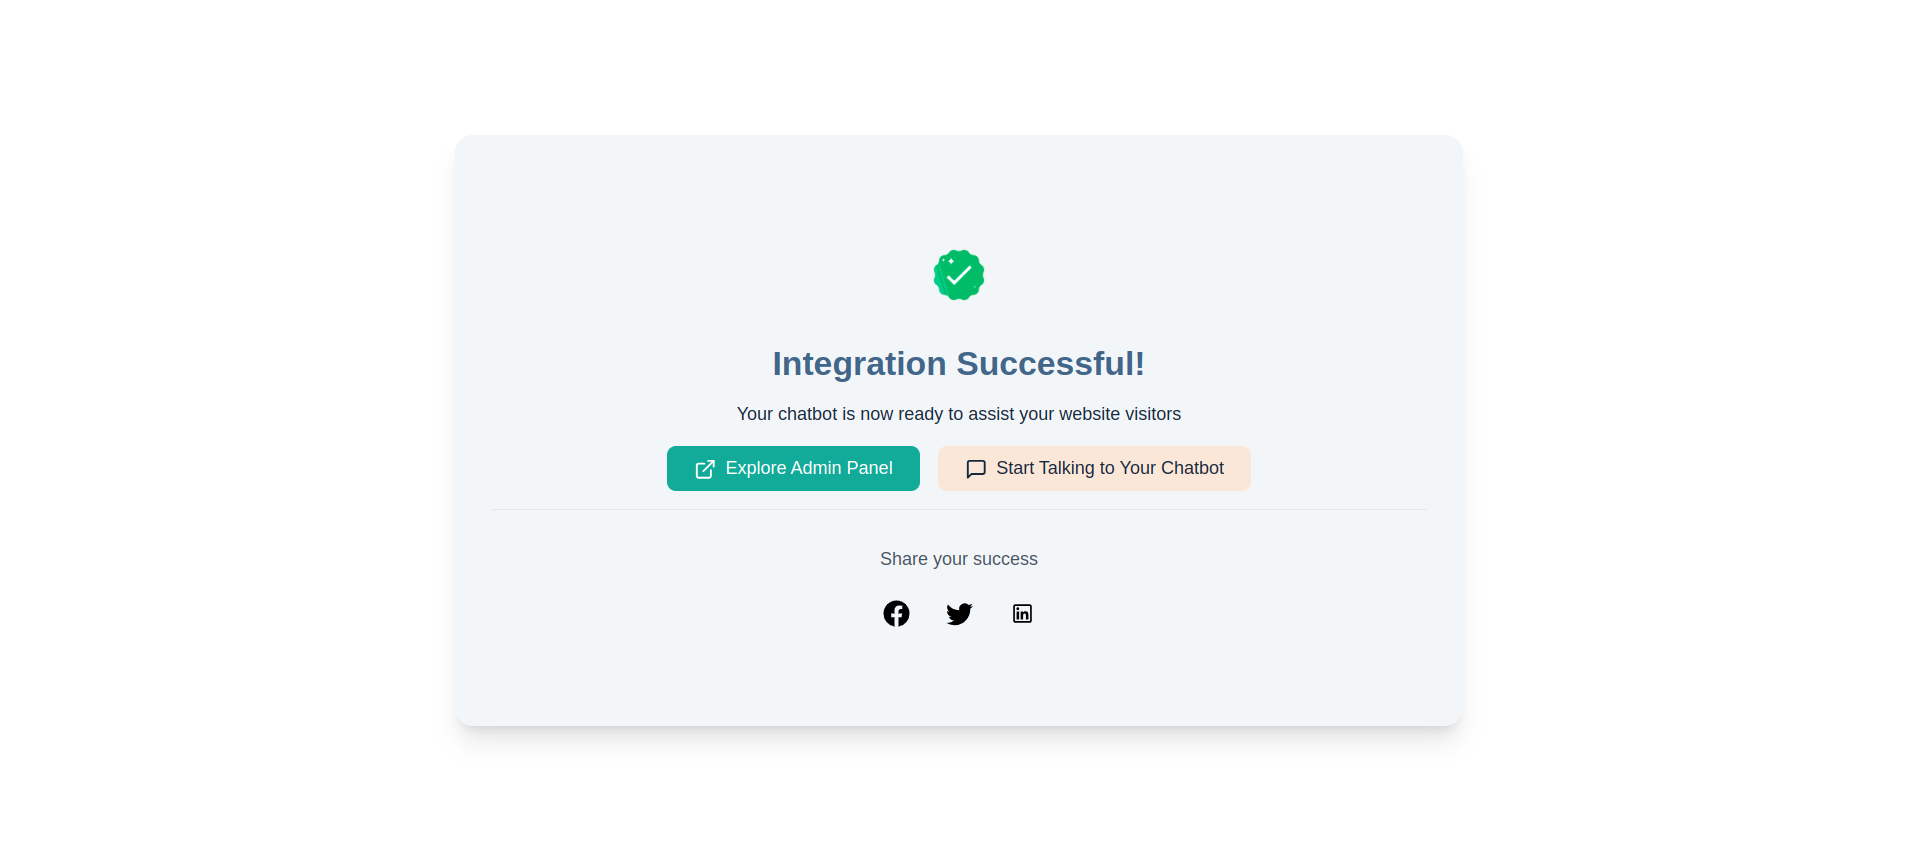 Integration Successful!
Your chatbot is now ready to assist your website visitors
Explore Admin Panel
Start Talking to Your Chatbot
Share your success